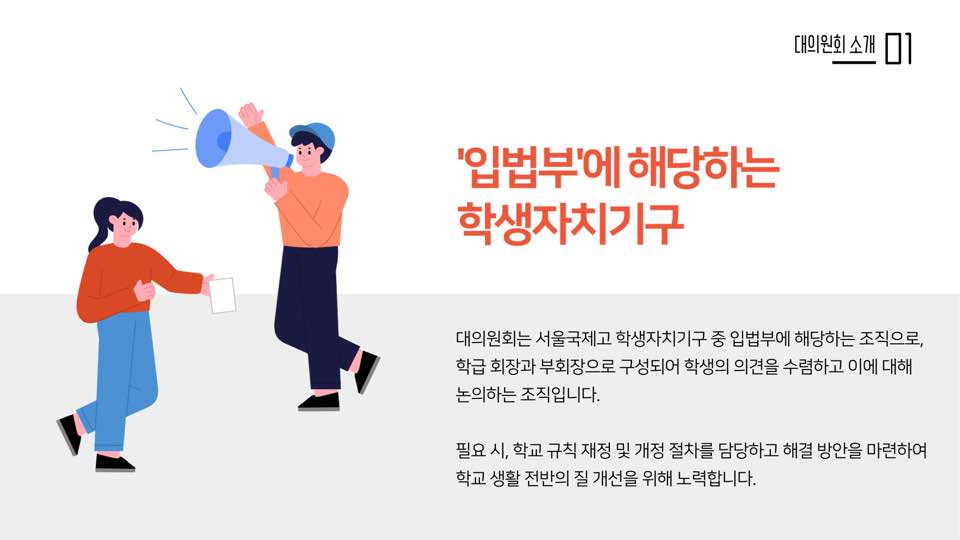 대의원회 소개 01
'입법부'에 해당하는
학생자치기구
대의원회는 서울국제고 학생자치기구 중 입법부에 해당하는 조직으로,
학급 회장과 부회장으로 구성되어 학생의 의견을 수렴하고 이에 대해
논의하는 조직입니다.
필요 시, 학교 규칙 재정 및 개정 절차를 담당하고 해결 방안을 마련하여
학교 생활 전반의 질 개선을 위해 노력합니다.